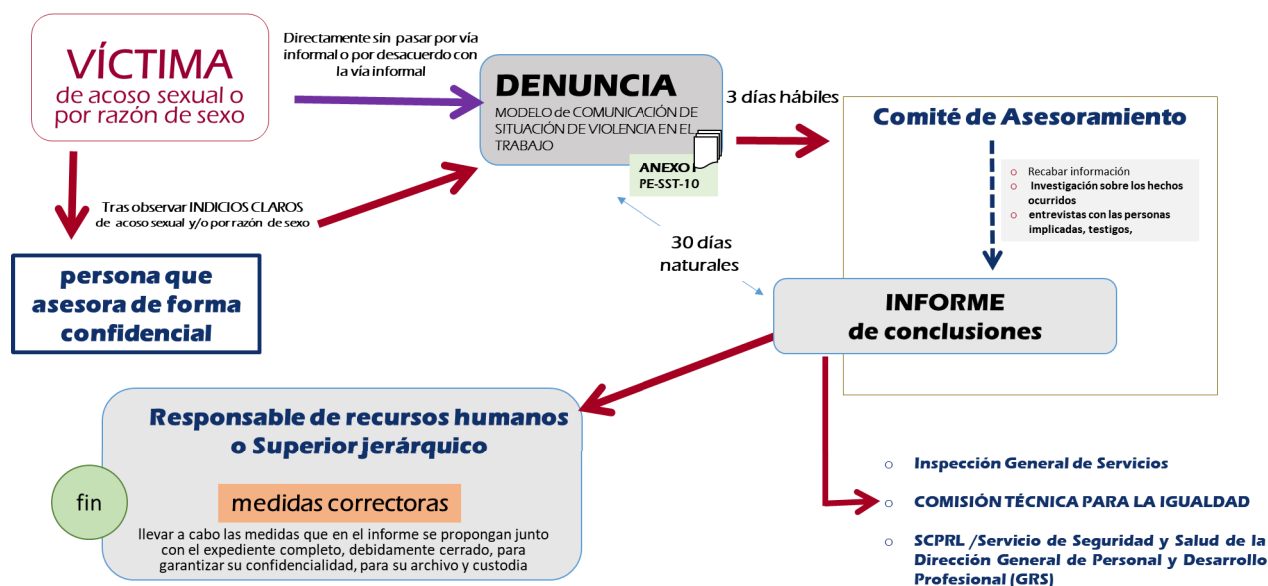 VÍCTIMA
de acoso sexual o
por razón de sexo
Directamente sin pasar por vía
informal o por desacuerdo con
la vía informal
DENUNCIA
MODELO de COMUNICACIÓN DE
SITUACIÓN DE VIOLENCIA EN EL
TRABAJO
ANEXO I
PE-SST-10
3 días hábiles
Comité de Asesoramiento
o Recabar información
o Investigación sobre los hechos
ocurridos
o entrevistas con las personas
implicadas, testigos,
Tras observar INDICIOS CLAROS
de acoso sexual y/o por razón de sexo
persona que
asesora de forma
confidencial
30 días
naturales
INFORME
de conclusiones
Responsable de recursos humanos
o Superior jerárquico
fin
medidas correctoras
llevar a cabo las medidas que en el informe se propongan junto
con el expediente completo, debidamente cerrado, para
garantizar su confidencialidad, para su archivo y custodia
o Inspección General de Servicios
o COMISIÓN TÉCNICA PARA LA IGUALDAD
o SCPRL /Servicio de Seguridad y Salud de la
Dirección General de Personal y Desarrollo
Profesional (GRS)